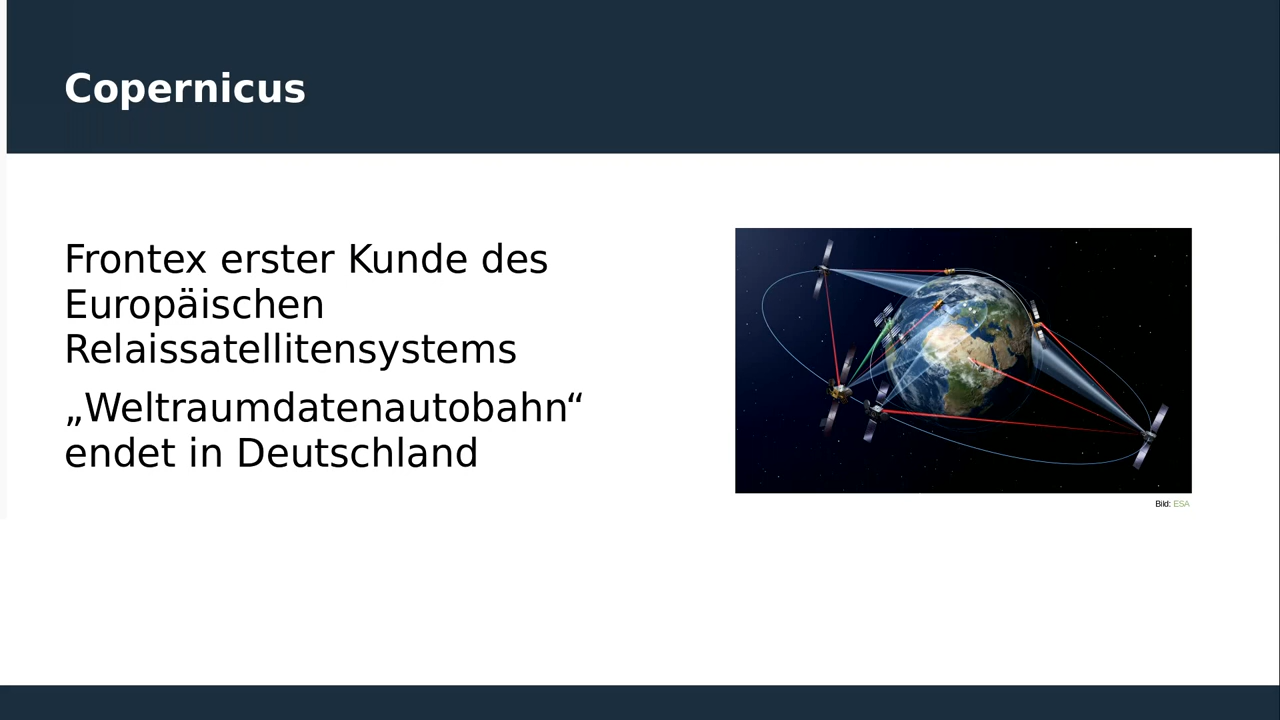 Copernicus
Frontex erster Kunde des
Europäischen
Relaissatellitensystems
„Weltraumdatenautobahn“
endet in Deutschland
Bild: ESA